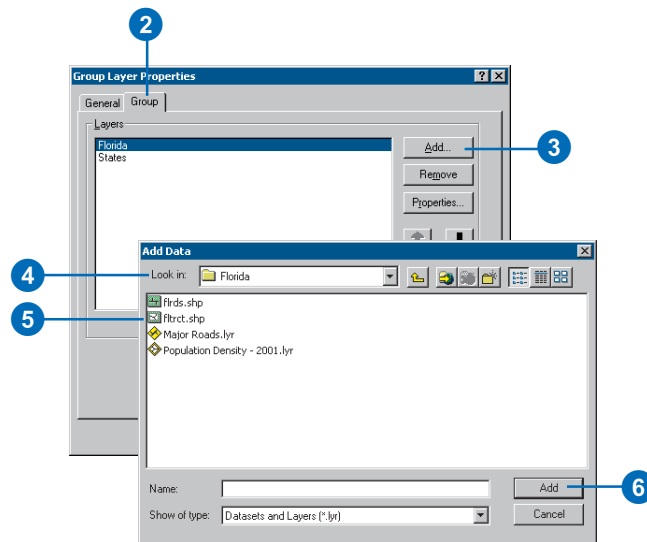 2
Group Layer Properties
General Group
Layers
Florida
States
Add...
Remove
Properties...
3
Add Data
4
Look in: Florida
5
flrds.shp
fltrct.shp
Major Roads.lyr
Population Density - 2001.lyr
Name:
Add
6
Show of type: Datasets and Layers (*.lyr)
Cancel